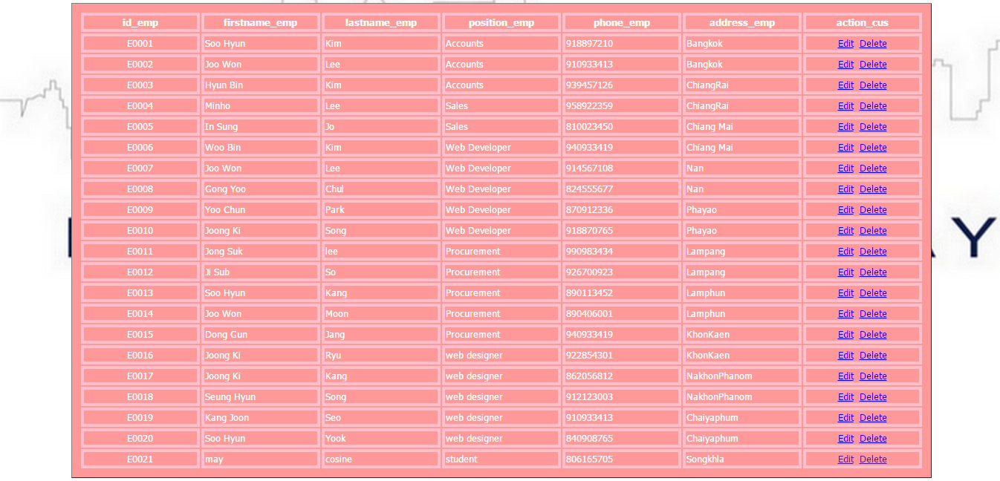 id_emp firstname_emp lastname_emp position_emp phone_emp address_emp action_cus
E0001 Soo Hyun Kim Accounts 918897210 Bangkok Edit Delete
E0002 Joo Won Lee Accounts 910933413 Bangkok Edit Delete
E0003 Hyun Bin Kim Accounts 939457126 ChiangRai Edit Delete
E0004 Minho Lee Sales 958922359 ChiangRai Edit Delete
E0005 In Sung Jo Sales 810023450 Chiang Mai Edit Delete
E0006 Woo Bin Kim Web Developer 940933419 Chiang Mai Edit Delete
E0007 Joo Won Lee Web Developer 914567108 Nan Edit Delete
E0008 Gong Yoo Chul Web Developer 824555677 Nan Edit Delete
E0009 Yoo Chun Park Web Developer 870912336 Phayao Edit Delete
E0010 Joong Ki Song Web Developer 918870765 Phayao Edit Delete
E0011 Jong Suk lee Procurement 990983434 Lampang Edit Delete
E0012 Ji Sub So Procurement 926700923 Lampang Edit Delete
E0013 Soo Hyun Kang Procurement 890113452 Lamphun Edit Delete
E0014 Joo Won Moon Procurement 890406001 Lamphun Edit Delete
E0015 Dong Gun Jang Procurement 940933419 KhonKaen Edit Delete
E0016 Joong Ki Ryu web designer 922854301 KhonKaen Edit Delete
E0017 Joong Ki Kang web designer 862056812 NakhonPhanom Edit Delete
E0018 Seung Hyun Song web designer 912123003 NakhonPhanom Edit Delete
E0019 Kang Joon Seo web designer 910933413 Chaiyaphum Edit Delete
E0020 Soo Hyun Yook web designer 840908765 Chaiyaphum Edit Delete
E0021 may cosine student 806165705 Songkhla Edit Delete
Y